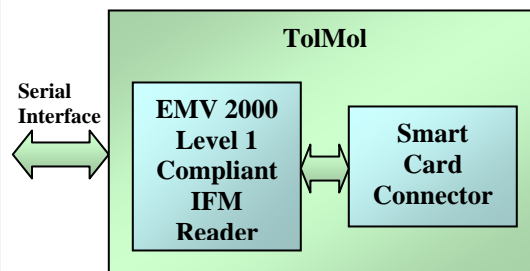 TolMol
Serial
Interface
EMV 2000
Level 1
Compliant
IFM
Reader
Smart
Card
Connector